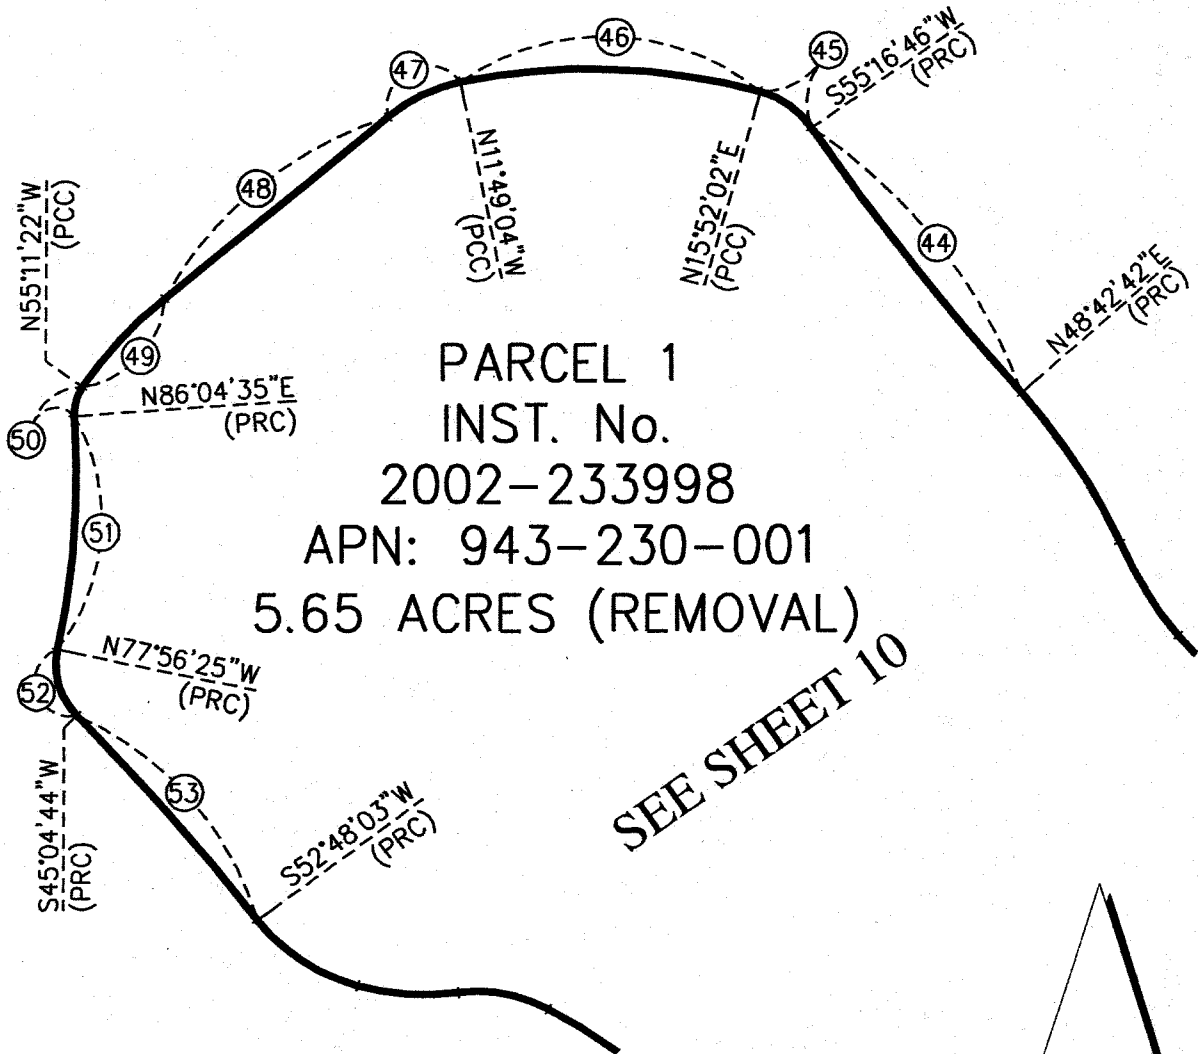 46
47
45
S55°16'46"W
(PRC)
48
N11°49'04"W
(PCC)
N15°52'02"E
(PCC)
N55°11'22"W
(PCC)
44
N48°42'42"E
(PRC)
49
PARCEL 1
N86°04'35"E
(PRC)
INST. No.
50
2002-233998
51
APN: 943-230-001
5.65 ACRES (REMOVAL)
N77°56'25"W
(PRC)
52
SEE SHEET 10
53
S52°48'03"W
(PRC)
S45°04'44"W
(PRC)